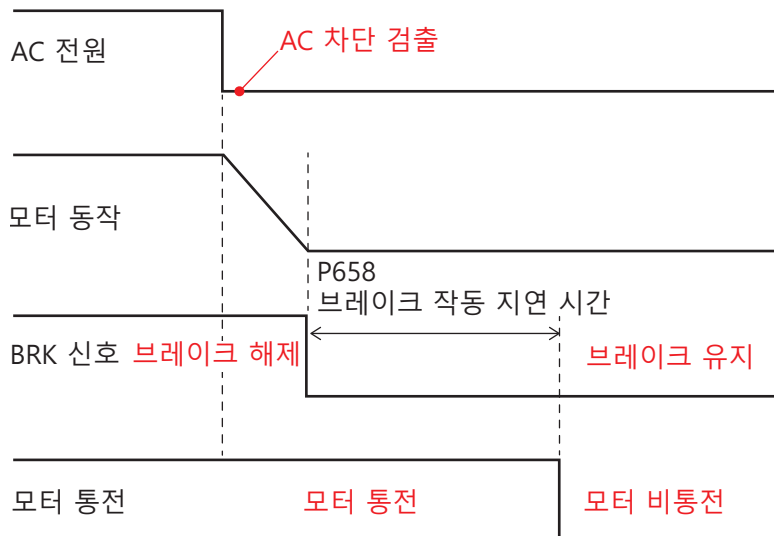 AC 전원
AC 차단 검출
모터 동작
P658
브레이크 작동 지연 시간
BRK 신호 브레이크 해제
브레이크 유지
모터 통전
모터 통전
모터 비통전